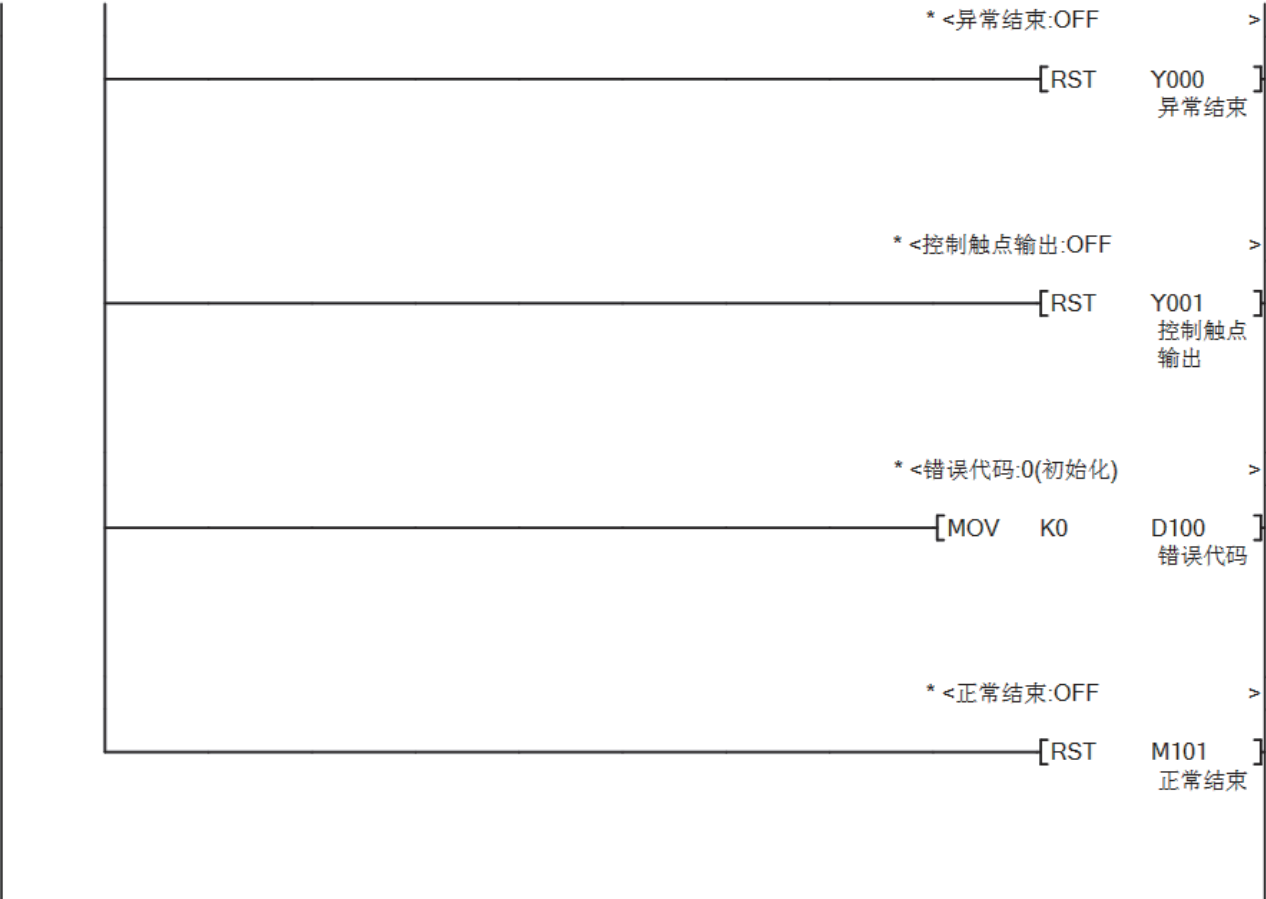 * <异常结束:OFF >
[RST Y000 ]
异常结束
* <控制触点输出:OFF >
[RST Y001 ]
控制触点
输出
* <错误代码:0(初始化) >
[MOV K0 D100 ]
错误代码
* <正常结束:OFF >
[RST M101 ]
正常结束